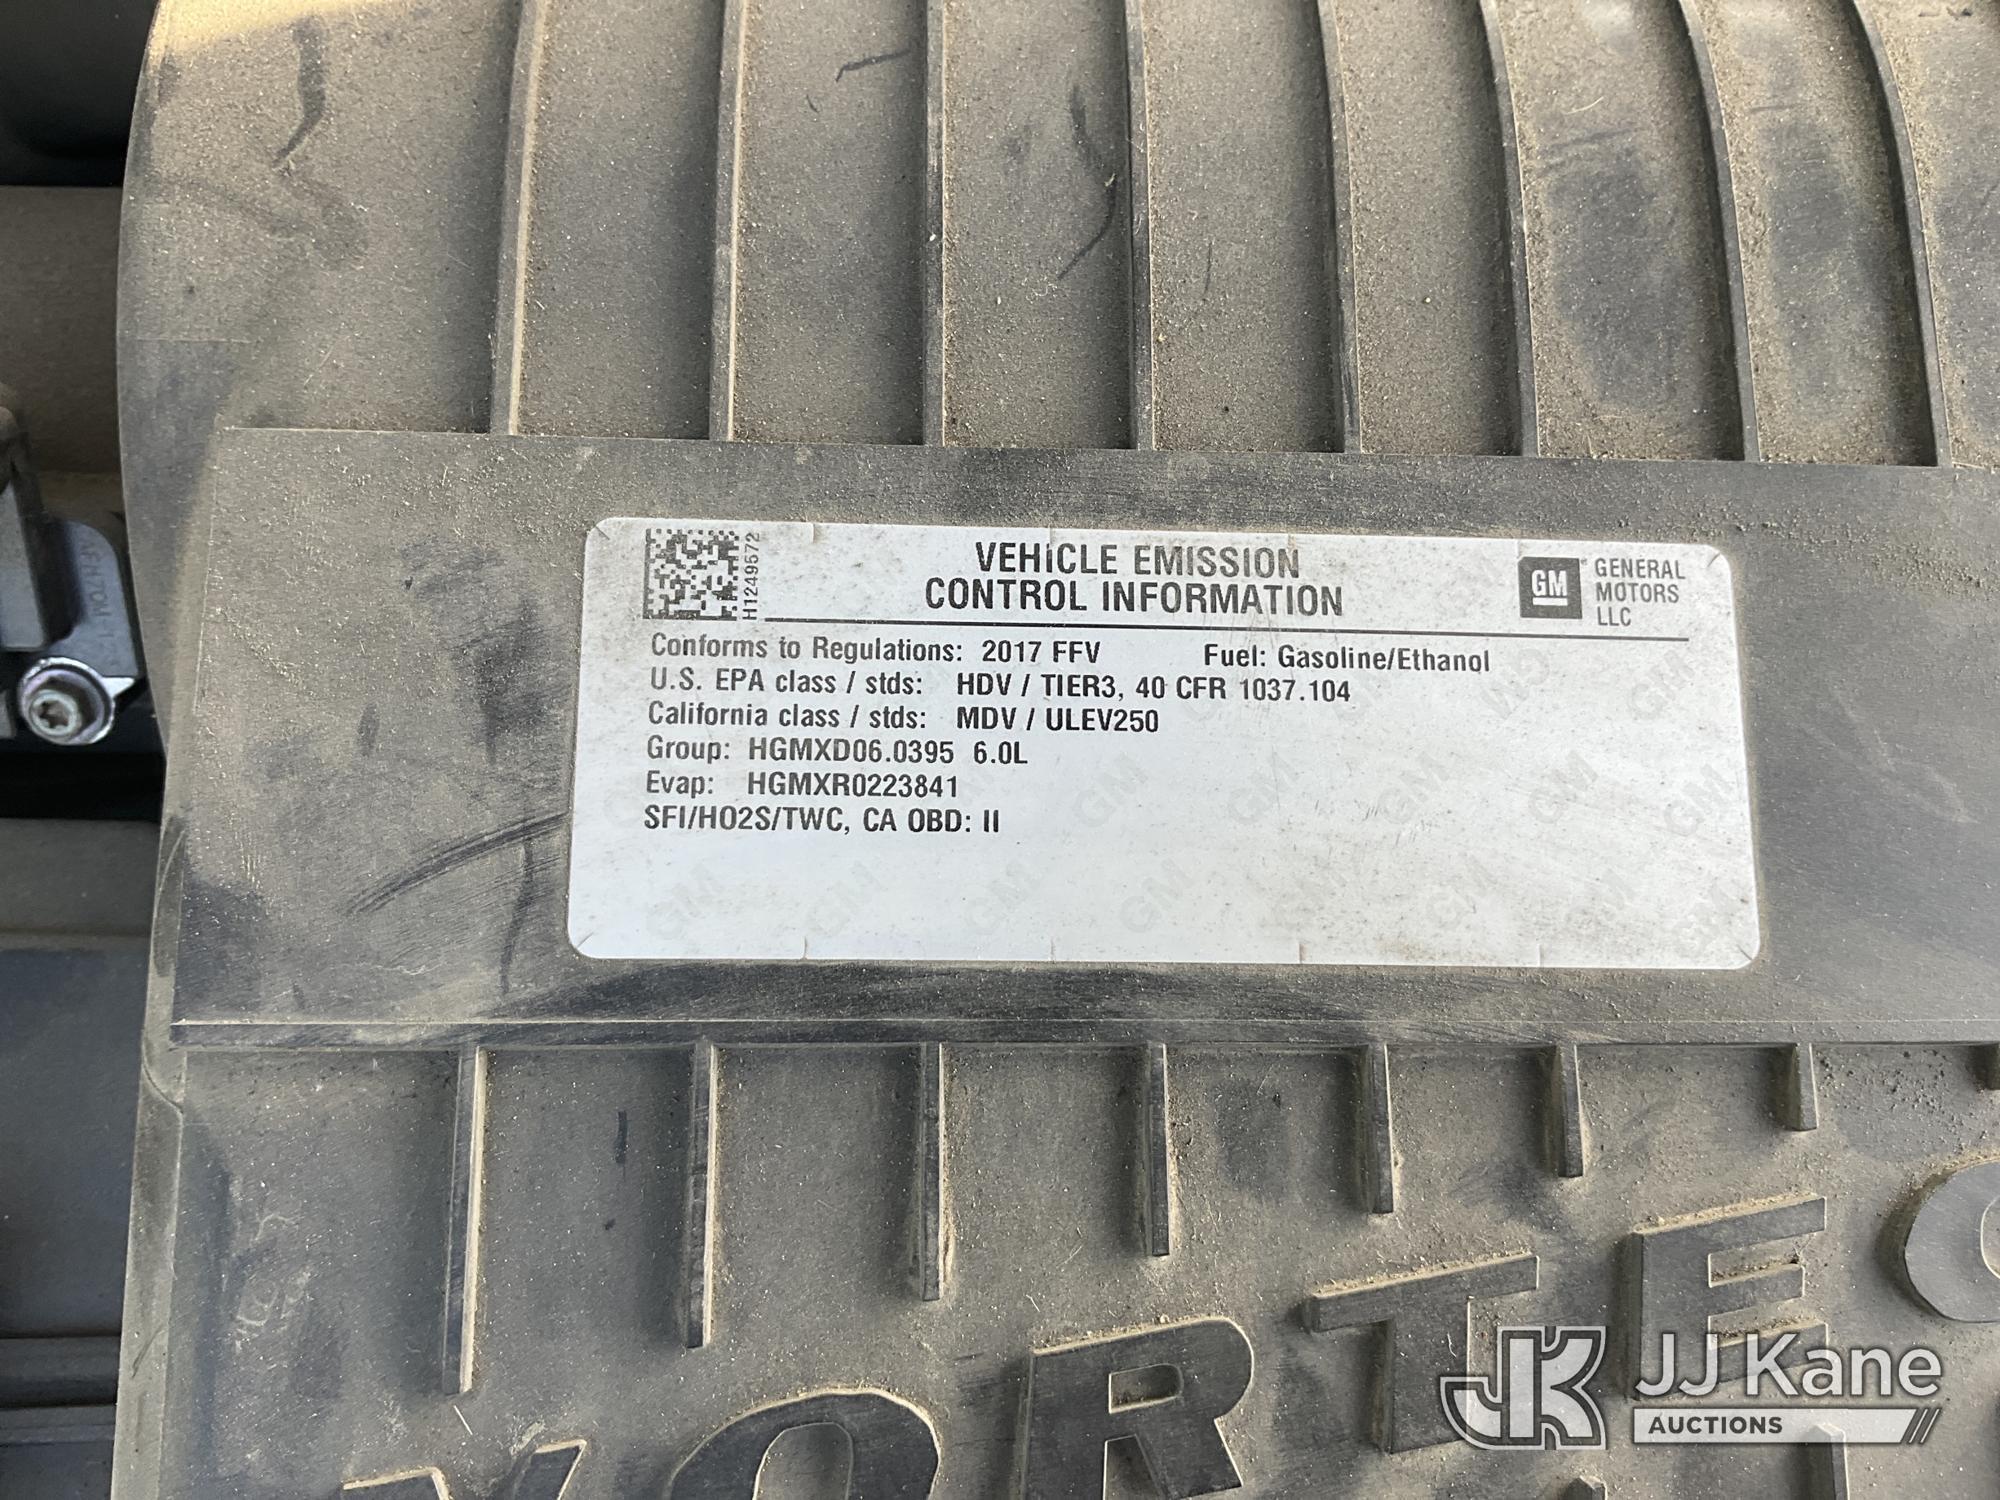 H1249572
VEHICLE EMISSION
CONTROL INFORMATION
GM
GENERAL
MOTORS
LLC
Conforms to Regulations: 2017 FFV Fuel: Gasoline/Ethanol
U.S. EPA class / stds: HDV / TIER3, 40 CFR 1037.104
California class / stds: MDV / ULEV250
Group: HGMXD06.0395 6.0L
Evap: HGMXR0223841
SFI/HO2S/TWC, CA OBD: II
VORTEC
JK JJ Kane
AUCTIONS